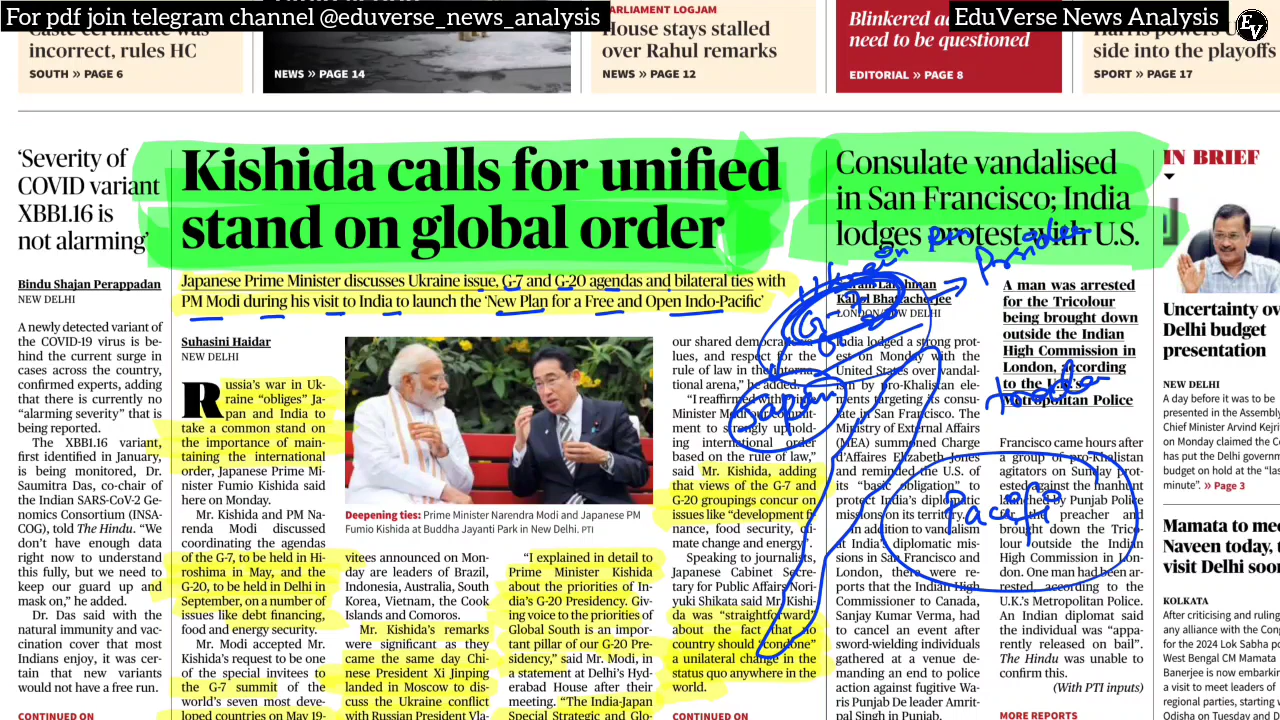 For pdf join telegram channel @eduverse_news_analysis
EduVerse News Analysis
EV
Caste certificate was
incorrect, rules HC
SOUTH » PAGE 6
NEWS » PAGE 14
PARLIAMENT LOGJAM
House stays stalled
over Rahul remarks
NEWS » PAGE 12
Blinkered
need to be questioned
EDITORIAL » PAGE 8
Harris powers
side into the playoffs
SPORT » PAGE 17
‘Severity of
COVID variant
XBB1.16 is
not alarming’
Bindu Shajan Perappadan
NEW DELHI
A newly detected variant of
the COVID-19 virus is be-
hind the current surge in
cases across the country,
confirmed experts, adding
that there is currently no
“alarming severity” that is
being reported.
The XBB1.16 variant,
first identified in January,
is being monitored, Dr.
Saumitra Das, co-chair of
the Indian SARS-CoV-2 Ge-
nomics Consortium (INSA-
COG), told The Hindu. “We
don’t have enough data
right now to understand
this fully, but we need to
keep our guard up and
mask on,” he added.
Dr. Das said with the
natural immunity and vac-
cination cover that most
Indians enjoy, it was cer-
tain that new variants
would not have a free run.
CONTINUED ON
Kishida calls for unified
stand on global order
Japanese Prime Minister discusses Ukraine issue, G-7 and G-20 agendas and bilateral ties with
PM Modi during his visit to India to launch the ‘New Plan for a Free and Open Indo-Pacific’
Suhasini Haidar
NEW DELHI
Russia’s war in Uk-
raine “obliges” Ja-
pan and India to
take a common stand on
the importance of main-
taining the international
order, Japanese Prime Mi-
nister Fumio Kishida said
here on Monday.
Mr. Kishida and PM Na-
rendra Modi discussed
coordinating the agendas
of the G-7, to be held in Hi-
roshima in May, and the
G-20, to be held in Delhi in
September, on a number of
issues like debt financing,
food and energy security.
Modi accepted Mr.
Kishida’s request to be one
of the special invitees to
the G-7 summit of the
world’s seven most deve-
loped countries on May 19-
Deepening ties: Prime Minister Narendra Modi and Japanese PM
Fumio Kishida at Buddha Jayanti Park in New Delhi. PTI
vitees announced on Mon-
day are leaders of Brazil,
Indonesia, Australia, South
Korea, Vietnam, the Cook
Islands and Comoros.
Mr. Kishida’s remarks
were significant as they
came the same day Chi-
nese President Xi Jinping
landed in Moscow to dis-
cuss the Ukraine conflict
with Russian President Vla-
“I explained in detail to
Prime Minister Kishida
about the priorities of In-
dia’s G-20 Presidency. Giv-
ing voice to the priorities of
Global South is an impor-
tant pillar of our G-20 Pre-
sidency,” said Mr. Modi, in
a statement at Delhi’s Hyd-
erabad House after their
meeting. “The India-Japan
Special Strategic and Glo-
our shared democratic va-
lues, and respect for the
rule of law in the interna-
tional arena,” he added.
“I reaffirmed with Prime
Minister Modi our commit-
ment to strongly uphold-
ing international order
based on the rule of law,”
said Mr. Kishida, adding
that views of the G-7 and
G-20 groupings concur on
issues like “development fi-
nance, food security, cli-
mate change and energy”.
Speaking to journalists,
Japanese Cabinet Secre-
tary for Public Affairs Nori-
yuki Shikata said Mr. Kishi-
da was “straightforward”
about the fact that no
country should “condone”
a unilateral change in the
status quo anywhere in the
world.
CONTINUED ON
Consulate vandalised
in San Francisco; India
lodges protest with U.S.
Sriram Lakshman
Kallol Bhattacherjee
LONDON/NEW DELHI
India lodged a strong prot-
est on Monday with the
United States over vandal-
ism by pro-Khalistan ele-
ments targeting its consu-
late in San Francisco. The
Ministry of External Affairs
(MEA) summoned Charge
d’Affaires Elizabeth Jones
and reminded the U.S. of
its “basic obligation” to
protect India’s diplomatic
missions on its territory.
In addition to vandalism
at India’s diplomatic mis-
sions in San Francisco and
London, there were re-
ports that the Indian High
Commissioner to Canada,
Sanjay Kumar Verma, had
to cancel an event after
sword-wielding individuals
gathered at a venue de-
manding an end to police
action against fugitive Wa-
ris Punjab De leader Amrit-
pal Singh in Punjab.
A man was arrested
for the Tricolour
being brought down
outside the Indian
High Commission in
London, according
to the U.K.’s
Metropolitan Police
Francisco came hours after
a group of pro-Khalistan
agitators on Sunday prot-
ested against the manhunt
launched by Punjab Police
for the preacher and
brought down the Trico-
lour outside the Indian
High Commission in Lon-
don. One man had been ar-
rested, according to the
U.K.’s Metropolitan Police.
An Indian diplomat said
the individual was “appa-
rently released on bail”.
The Hindu was unable to
confirm this.
(With PTI inputs)
MORE REPORTS
Presiden
Japan
Pacific
IN BRIEF
Uncertainty ov
Delhi budget
presentation
NEW DELHI
A day before it was to be
presented in the Assemb
Chief Minister Arvind Kejri
on Monday claimed the C
has put the Delhi governm
budget on hold at the “las
minute”. » Page 3
Mamata to mee
Naveen today, t
visit Delhi soo
KOLKATA
After criticising and ruling
any alliance with the Cong
for the 2024 Lok Sabha po
West Bengal CM Mamata
Banerjee is now embarkin
a visit to meet leaders of
regional parties, starting w
Odisha on Tuesday and